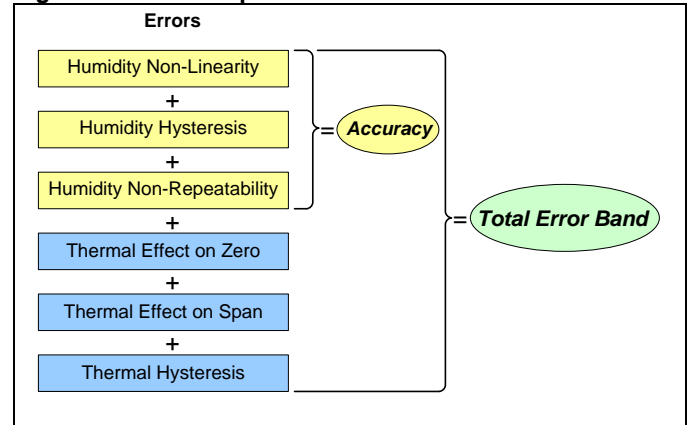 Errors
Humidity Non-Linearity
+
Humidity Hysteresis
+
Humidity Non-Repeatability
= Accuracy
+
Thermal Effect on Zero
+
Thermal Effect on Span
+
Thermal Hysteresis
= Total Error Band